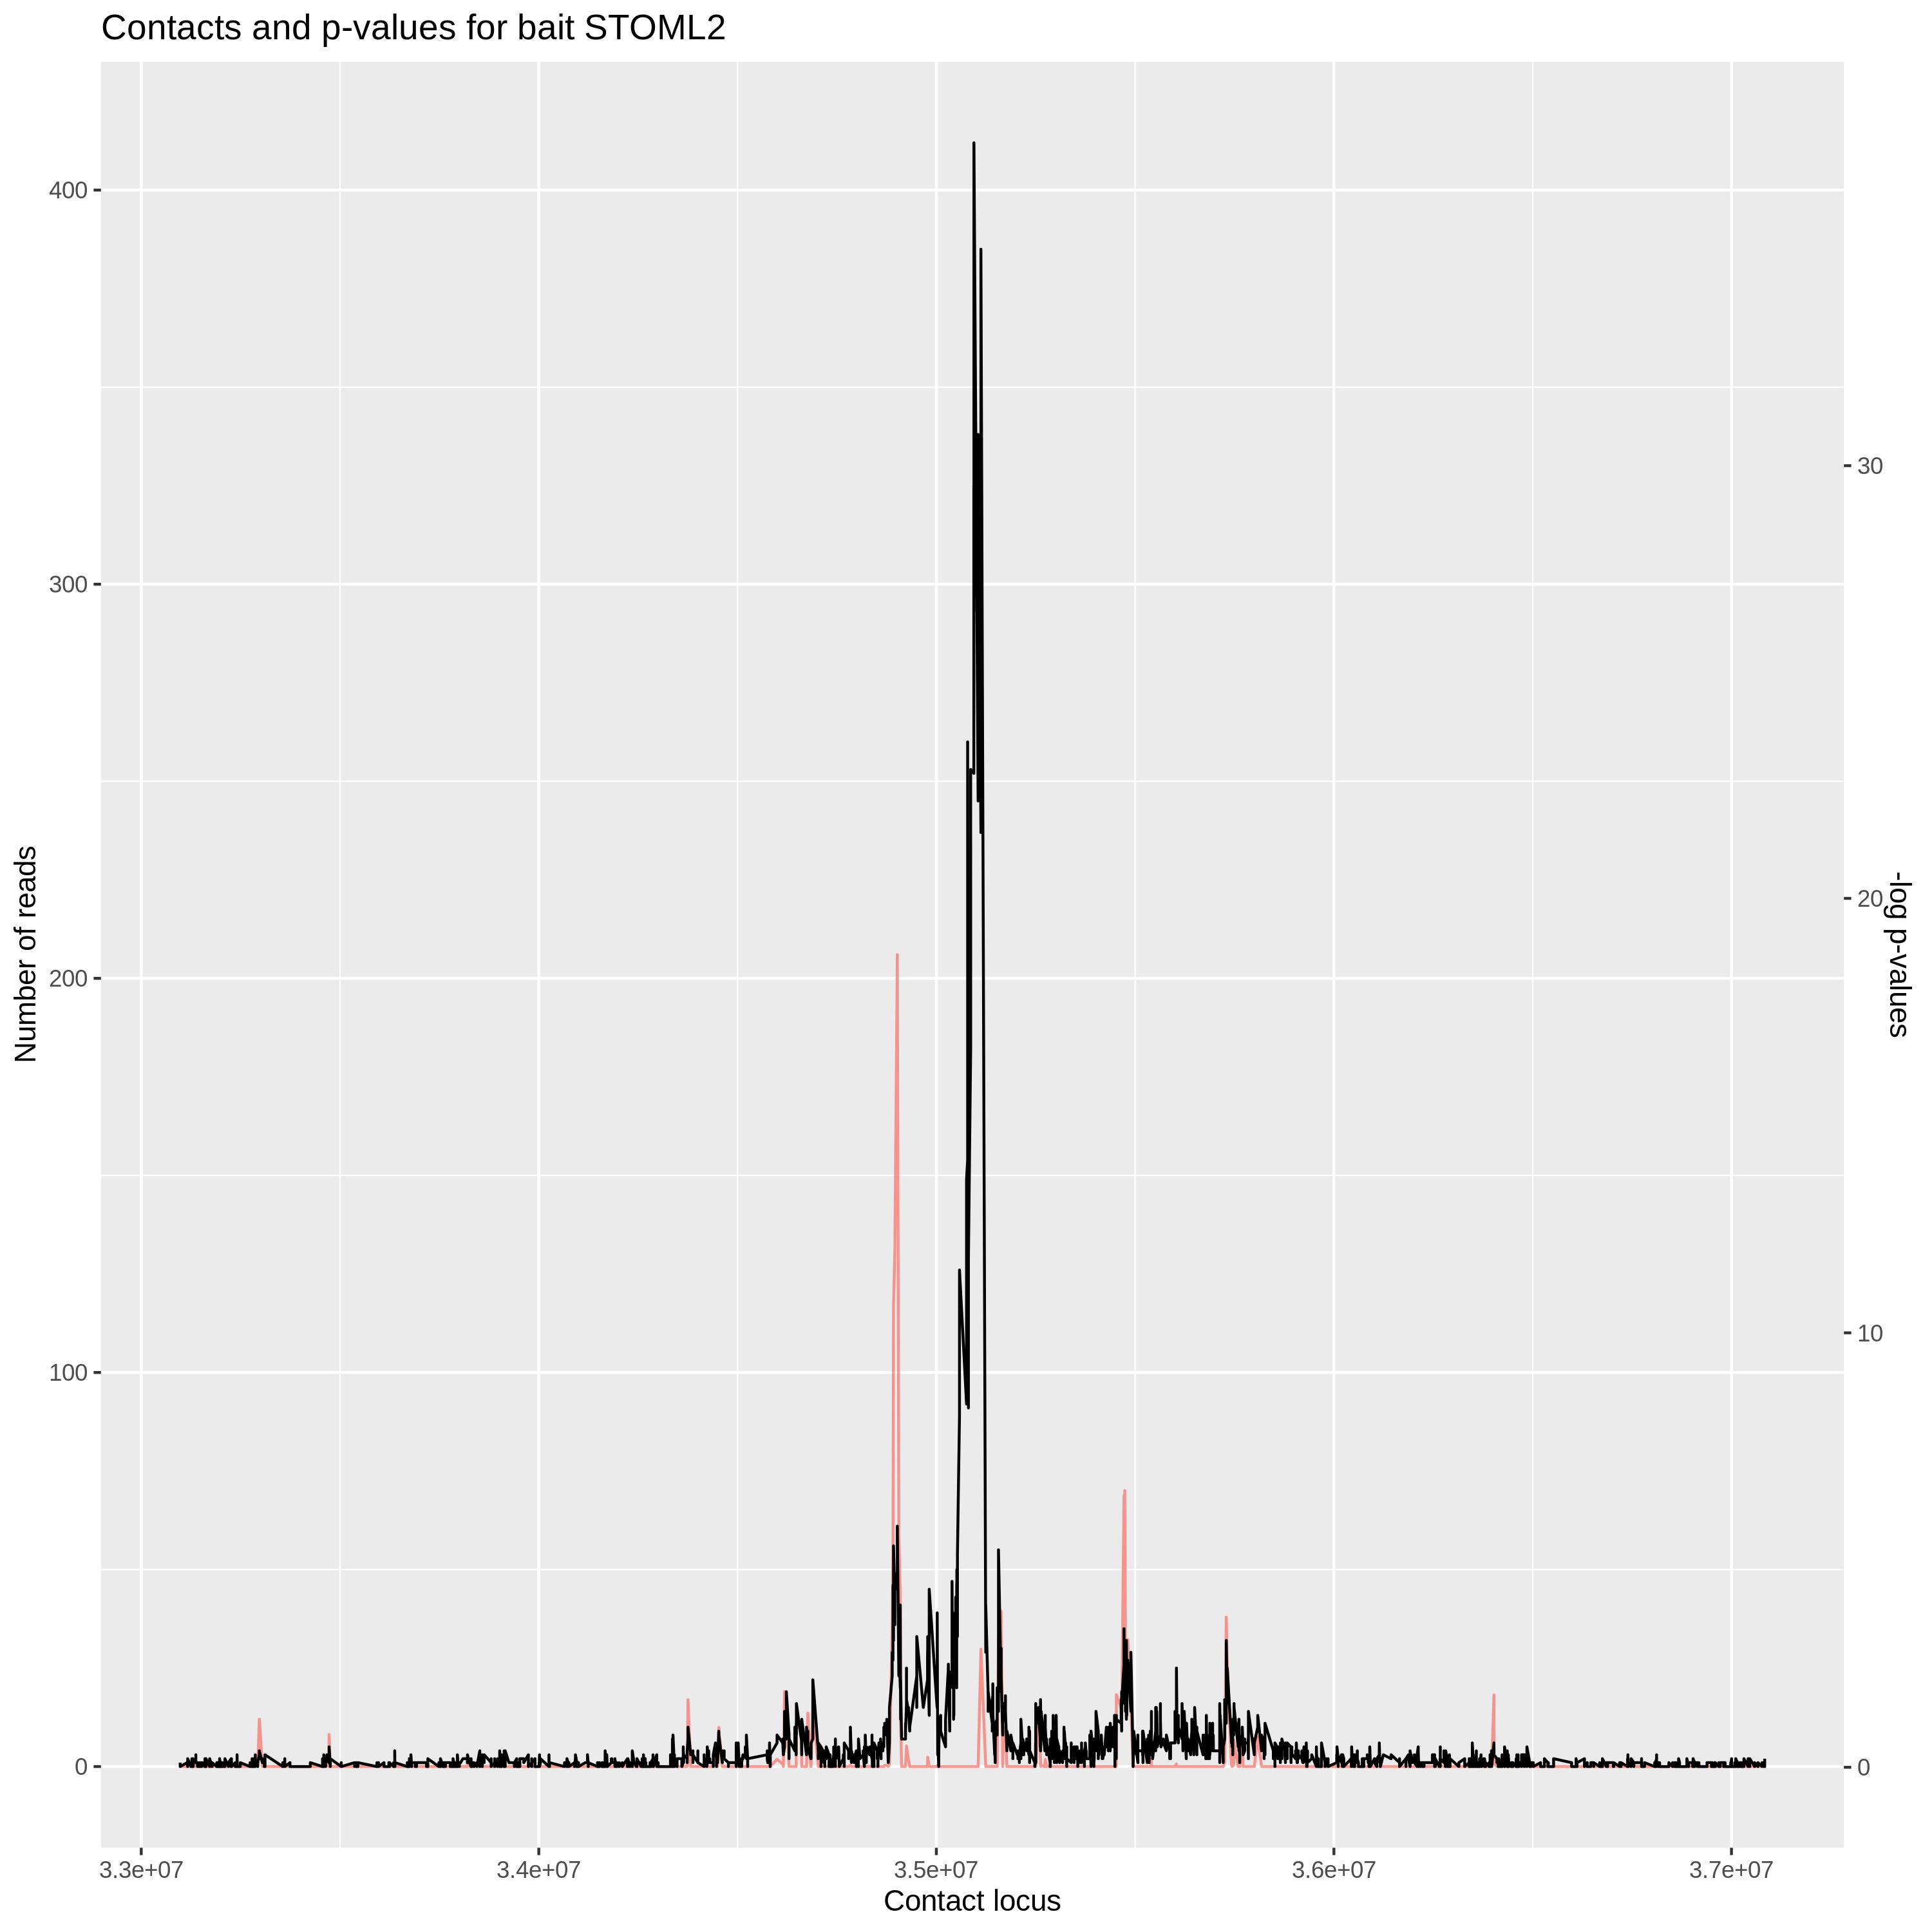 Contacts and p-values for bait STOML2
400
300
200
100
0
Number of reads
30
20
10
0
-log p-values
3.3e+07
3.4e+07
3.5e+07
3.6e+07
3.7e+07
Contact locus